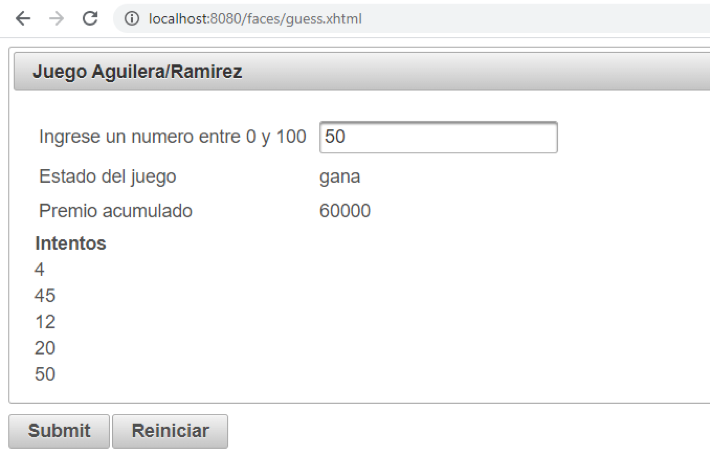 localhost:8080/faces/guess.xhtml
Juego Aguilera/Ramirez
Ingrese un numero entre 0 y 100 50
Estado del juego gana
Premio acumulado 60000
Intentos
4
45
12
20
50
Submit Reiniciar